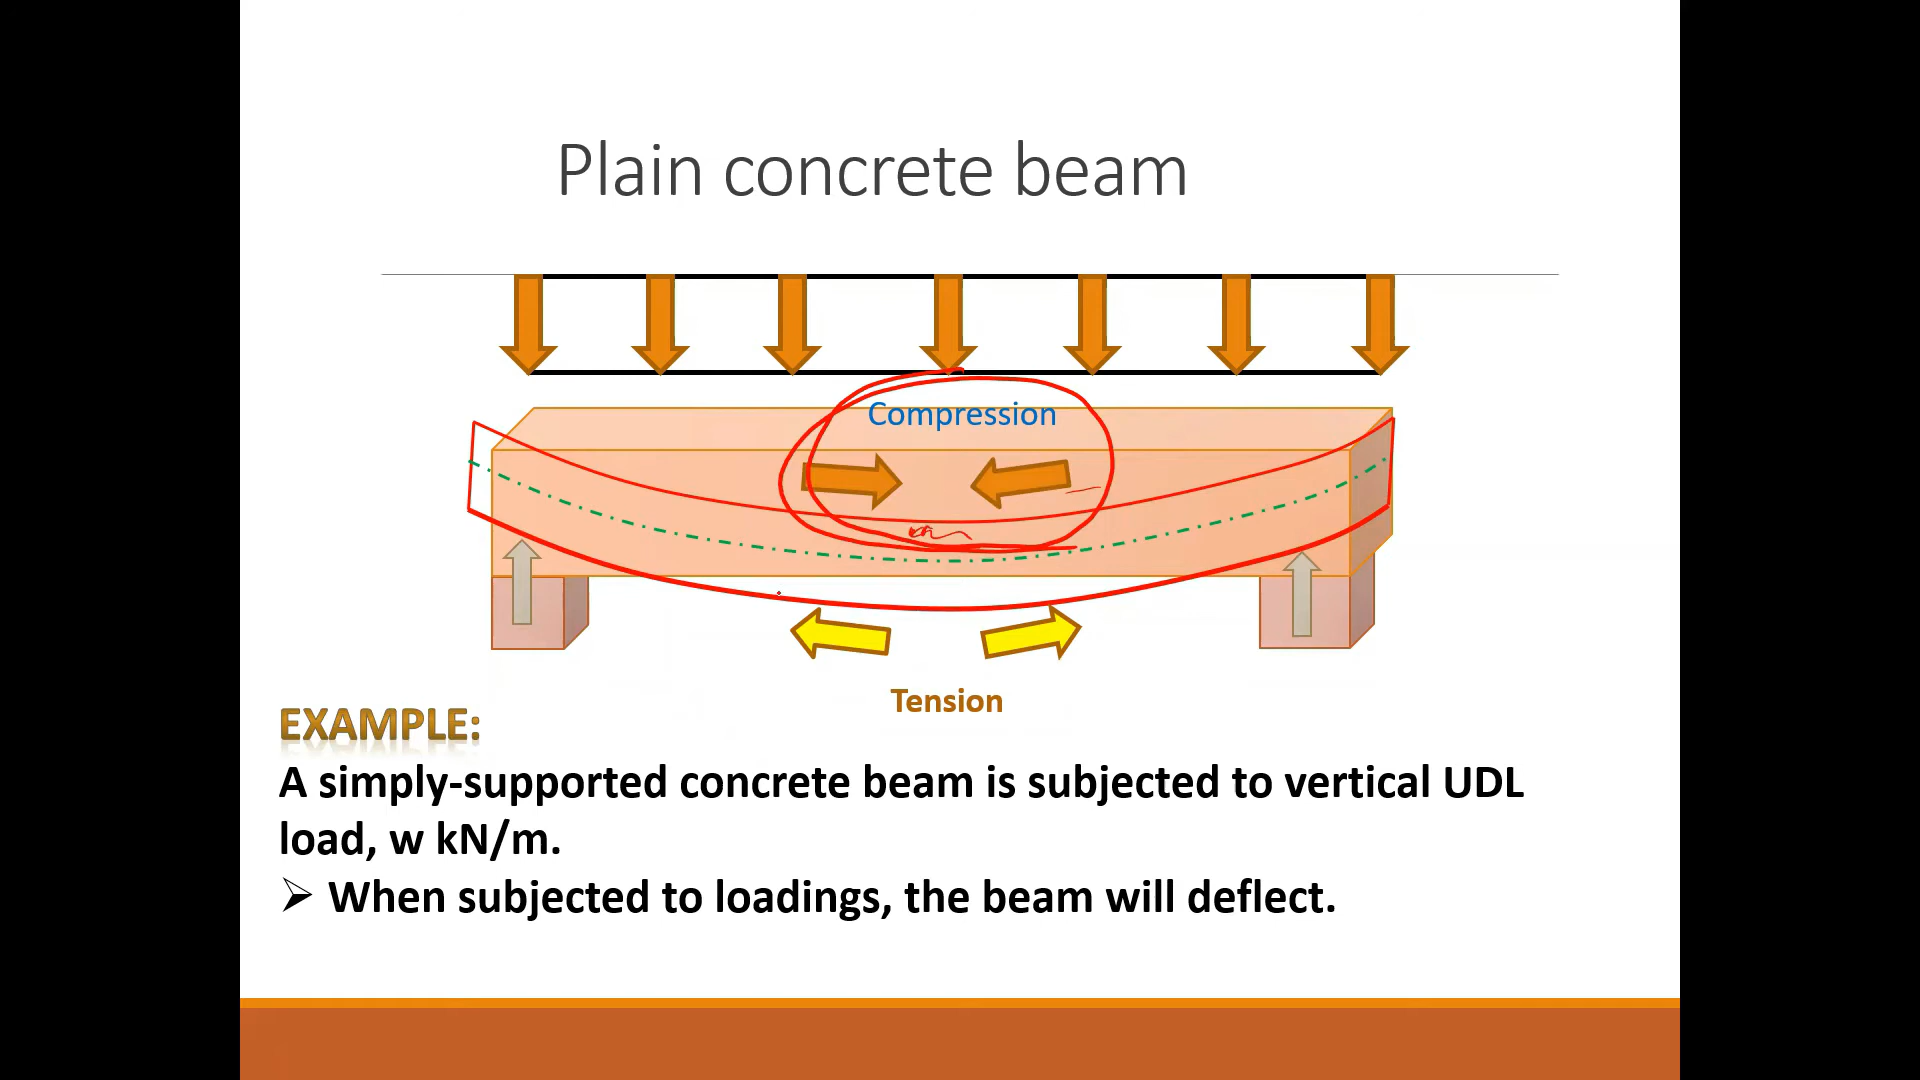 Plain concrete beam
Compression
Tension
EXAMPLE:
A simply-supported concrete beam is subjected to vertical UDL
load, w kN/m.
➢ When subjected to loadings, the beam will deflect.